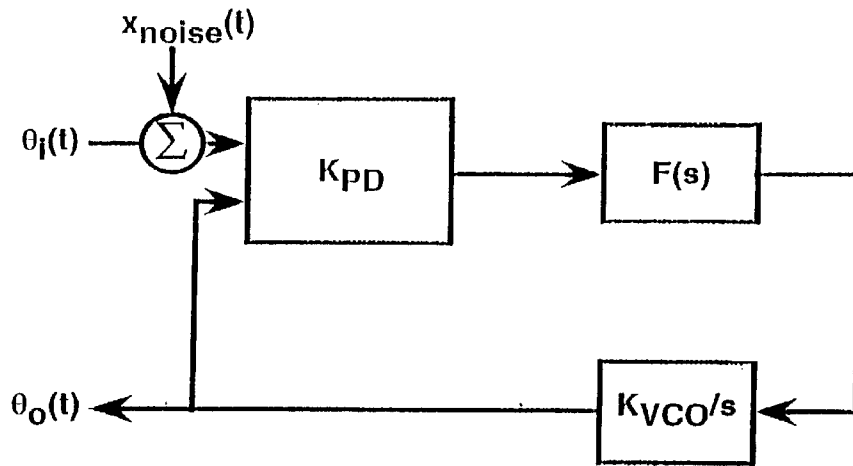 x_noise(t)
θ_i(t)
Σ
K_PD
F(s)
θ_o(t)
K_VCO/s